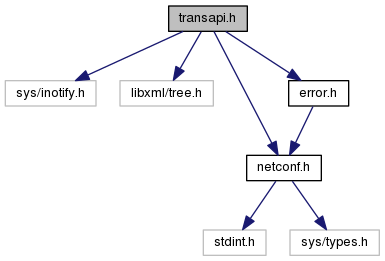 transapi.h
sys/inotify.h
libxml/tree.h
error.h
netconf.h
stdint.h
sys/types.h